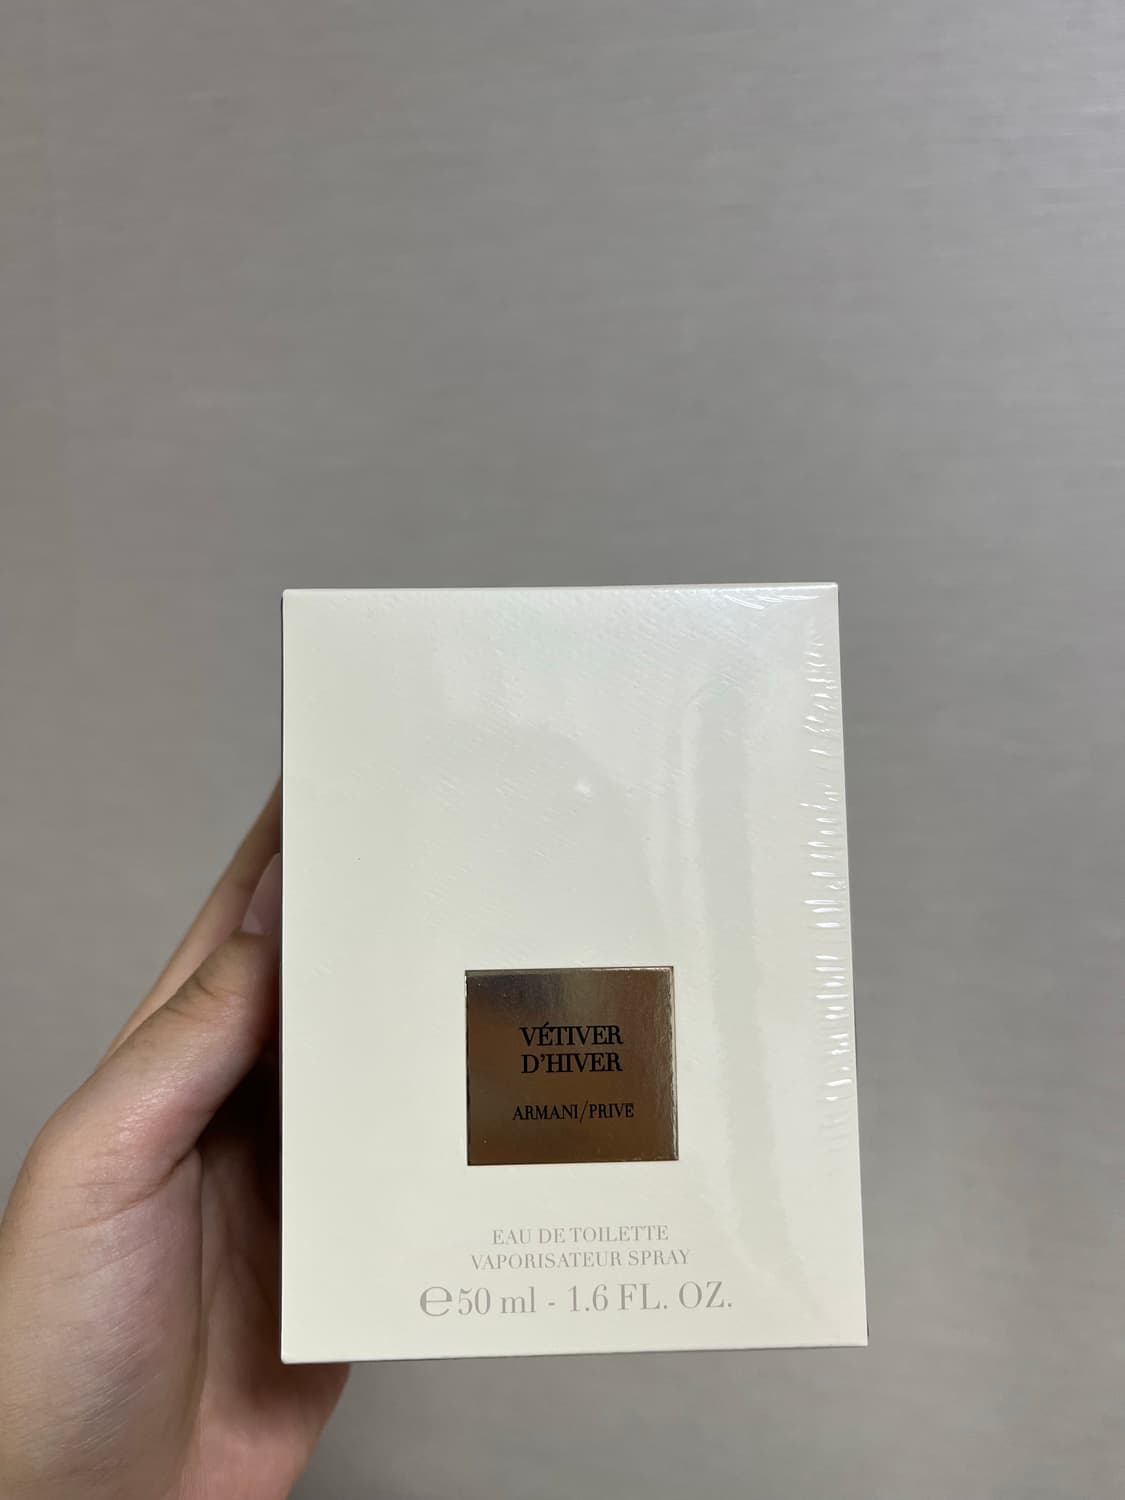 VÉTIVER
D'HIVER
ARMANI/PRIVE
EAU DE TOILETTE
VAPORISATEUR SPRAY
℮50 ml - 1.6 FL. OZ.